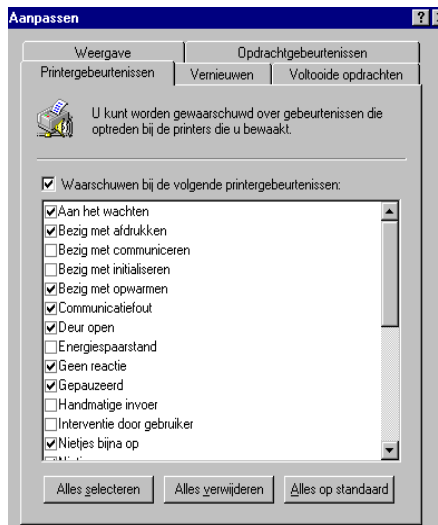 Aanpassen
Weergave
Opdrachtgebeurtenissen
Printergebeurtenissen
Vernieuwen
Voltooide opdrachten
U kunt worden gewaarschuwd over gebeurtenissen die
optreden bij de printers die u bewaakt.
Waarschuwen bij de volgende printergebeurtenissen:
Aan het wachten
Bezig met afdrukken
Bezig met communiceren
Bezig met initialiseren
Bezig met opwarmen
Communicatiefout
Deur open
Energiespaarstand
Geen reactie
Gepauzeerd
Handmatige invoer
Interventie door gebruiker
Nietjes bijna op
Alles selecteren
Alles verwijderen
Alles op standaard